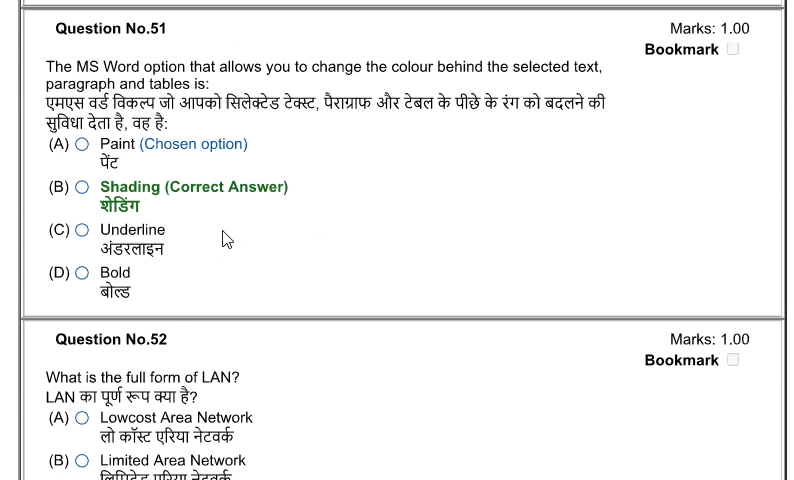 Question No.51 Marks: 1.00
Bookmark
The MS Word option that allows you to change the colour behind the selected text,
paragraph and tables is:
एमएस वर्ड विकल्प जो आपको सिलेक्टेड टेक्स्ट, पैराग्राफ और टेबल के पीछे के रंग को बदलने की
सुविधा देता है, वह है:
(A) Paint (Chosen option)
पेंट
(B) Shading (Correct Answer)
शेडिंग
(C) Underline
अंडरलाइन
(D) Bold
बोल्ड
Question No.52 Marks: 1.00
Bookmark
What is the full form of LAN?
LAN का पूर्ण रूप क्या है?
(A) Lowcost Area Network
लो कॉस्ट एरिया नेटवर्क
(B) Limited Area Network
लिमिटेड एरिया नेटवर्क